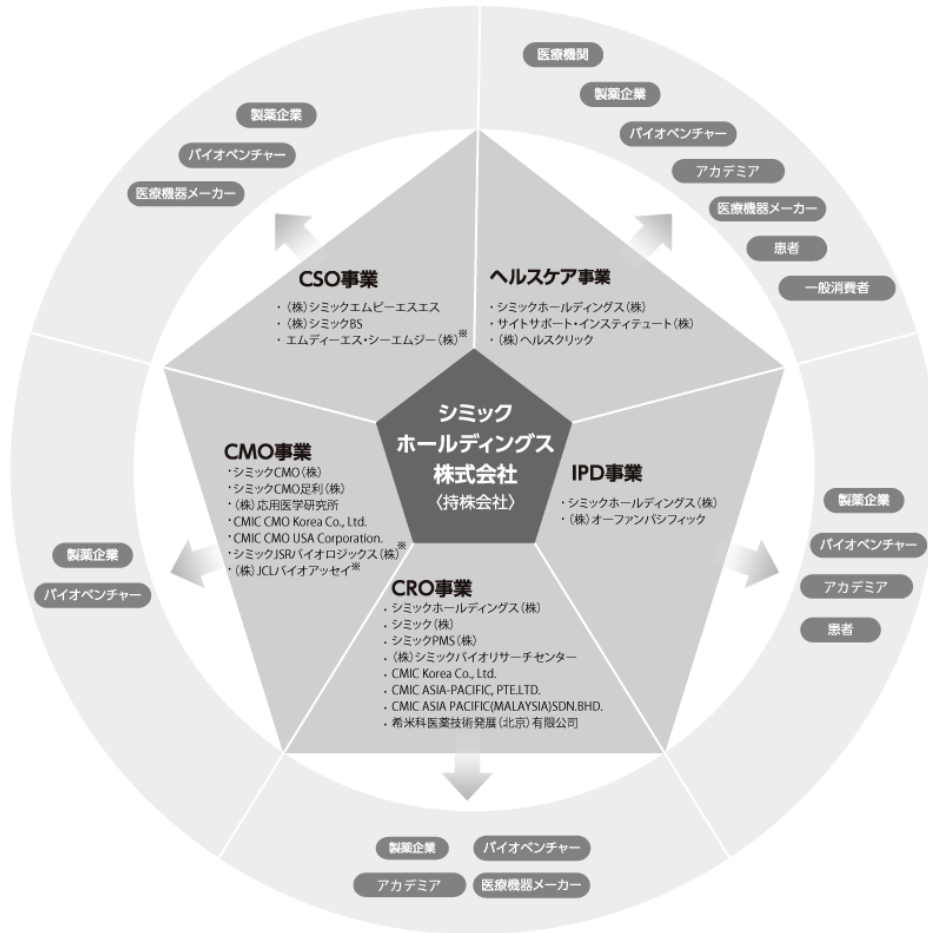 医療機関
製薬企業
バイオベンチャー
アカデミア
医療機器メーカー
患者
一般消費者
製薬企業
バイオベンチャー
医療機器メーカー
CSO事業
・(株)シミックエムピーエスエス
・(株)シミックBS
・エムディーエス・シーエムジー(株)※
ヘルスケア事業
・シミックホールディングス(株)
・サイトサポート・インスティテュート(株)
・(株)ヘルスクリック
シミック
ホールディングス
株式会社
〈持株会社〉
CMO事業
・シミックCMO(株)
・シミックCMO足利(株)
・(株)応用医学研究所
・CMIC CMO Korea Co., Ltd.
・CMIC CMO USA Corporation.
・シミックJSRバイオロジックス(株)※
・(株)JCLバイオアッセイ※
IPD事業
・シミックホールディングス(株)
・(株)オーファンパシフィック
製薬企業
バイオベンチャー
アカデミア
患者
製薬企業
バイオベンチャー
CRO事業
・シミックホールディングス(株)
・シミック(株)
・シミックPMS(株)
・(株)シミックバイオリサーチセンター
・CMIC Korea Co., Ltd.
・CMIC ASIA-PACIFIC, PTE.LTD.
・CMIC ASIA PACIFIC(MALAYSIA)SDN.BHD.
・希米科医薬技術発展(北京)有限公司
製薬企業 バイオベンチャー
アカデミア 医療機器メーカー